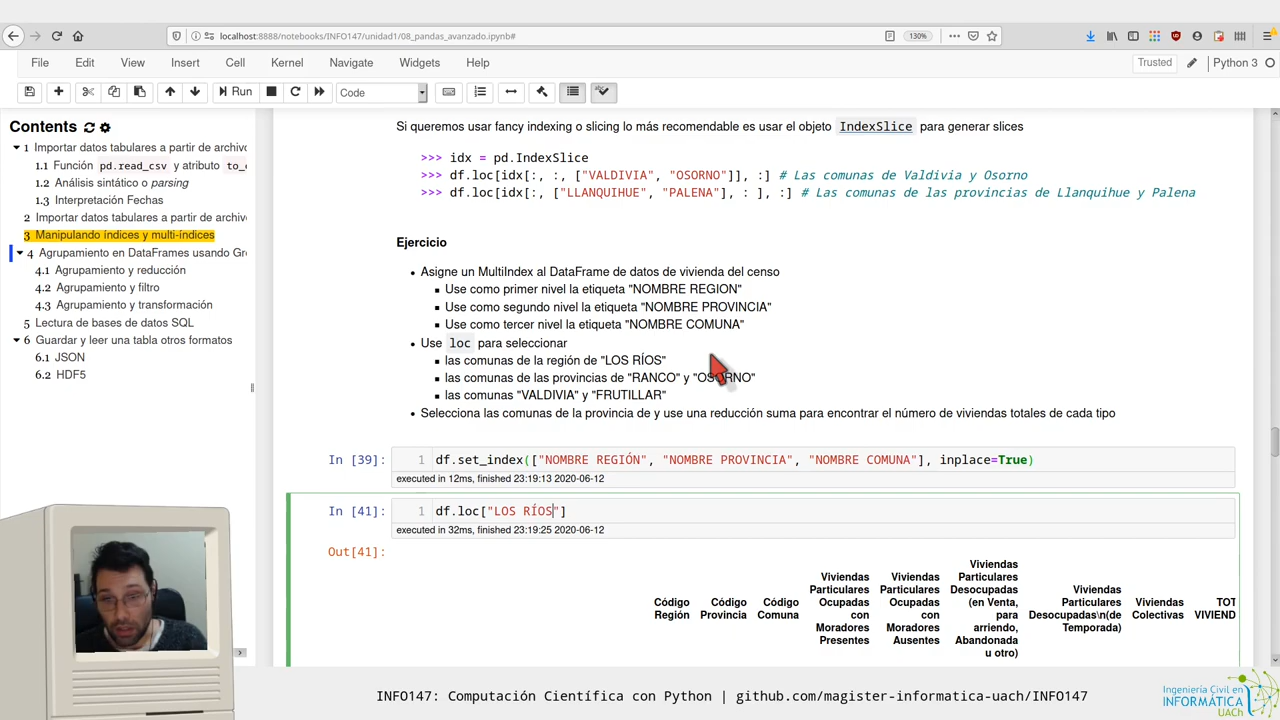 localhost:8888/notebooks/INFO147/unidad1/08_pandas_avanzado.ipynb#
130%
File Edit View Insert Cell Kernel Navigate Widgets Help
Trusted
Python 3
Run
Code
Contents
1 Importar datos tabulares a partir de archivo
1.1 Función pd.read_csv y atributo to_
1.2 Análisis sintático o parsing
1.3 Interpretación Fechas
2 Importar datos tabulares a partir de archivo
3 Manipulando índices y multi-índices
4 Agrupamiento en DataFrames usando Gr
4.1 Agrupamiento y reducción
4.2 Agrupamiento y filtro
4.3 Agrupamiento y transformación
5 Lectura de bases de datos SQL
6 Guardar y leer una tabla otros formatos
6.1 JSON
6.2 HDF5
Si queremos usar fancy indexing o slicing lo más recomendable es usar el objeto IndexSlice para generar slices
>>> idx = pd.IndexSlice
>>> df.loc[idx[:, :, ["VALDIVIA", "OSORNO"]], :] # Las comunas de Valdivia y Osorno
>>> df.loc[idx[:, ["LLANQUIHUE", "PALENA"], : ], :] # Las comunas de las provincias de Llanquihue y Palena
Ejercicio
Asigne un MultiIndex al DataFrame de datos de vivienda del censo
Use como primer nivel la etiqueta "NOMBRE REGION"
Use como segundo nivel la etiqueta "NOMBRE PROVINCIA"
Use como tercer nivel la etiqueta "NOMBRE COMUNA"
Use loc para seleccionar
las comunas de la región de "LOS RÍOS"
las comunas de las provincias de "RANCO" y "OSORNO"
las comunas "VALDIVIA" y "FRUTILLAR"
Selecciona las comunas de la provincia de y use una reducción suma para encontrar el número de viviendas totales de cada tipo
In [39]:
1 df.set_index(["NOMBRE REGIÓN", "NOMBRE PROVINCIA", "NOMBRE COMUNA"], inplace=True)
executed in 12ms, finished 23:19:13 2020-06-12
In [41]:
1 df.loc["LOS RÍOS"]
executed in 32ms, finished 23:19:25 2020-06-12
Out[41]:
Código
Región
Código
Provincia
Código
Comuna
Viviendas
Particulares
Ocupadas
con
Moradores
Presentes
Viviendas
Particulares
Ocupadas
con
Moradores
Ausentes
Viviendas
Particulares
Desocupadas
(en Venta,
para
arriendo,
Abandonada
u otro)
Viviendas
Particulares
Desocupadas\n(de
Temporada)
Viviendas
Colectivas
TOT
VIVIEND
INFO147: Computación Científica con Python | github.com/magister-informatica-uach/INFO147
Ingeniería Civil en
INFORMÁTICA
UACh